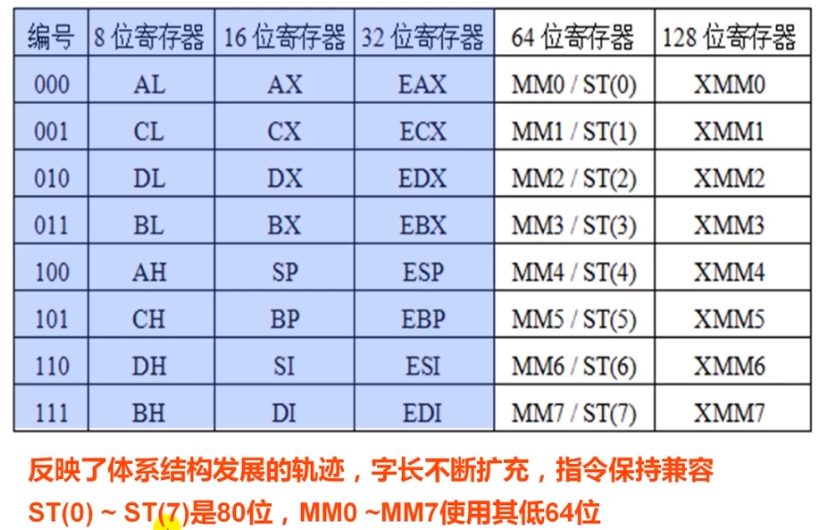 编号 8 位寄存器 16 位寄存器 32 位寄存器 64 位寄存器 128 位寄存器
000 AL AX EAX MM0 / ST(0) XMM0
001 CL CX ECX MM1 / ST(1) XMM1
010 DL DX EDX MM2 / ST(2) XMM2
011 BL BX EBX MM3 / ST(3) XMM3
100 AH SP ESP MM4 / ST(4) XMM4
101 CH BP EBP MM5 / ST(5) XMM5
110 DH SI ESI MM6 / ST(6) XMM6
111 BH DI EDI MM7 / ST(7) XMM7
反映了体系结构发展的轨迹，字长不断扩充，指令保持兼容
ST(0) ~ ST(7)是80位，MM0 ~MM7使用其低64位